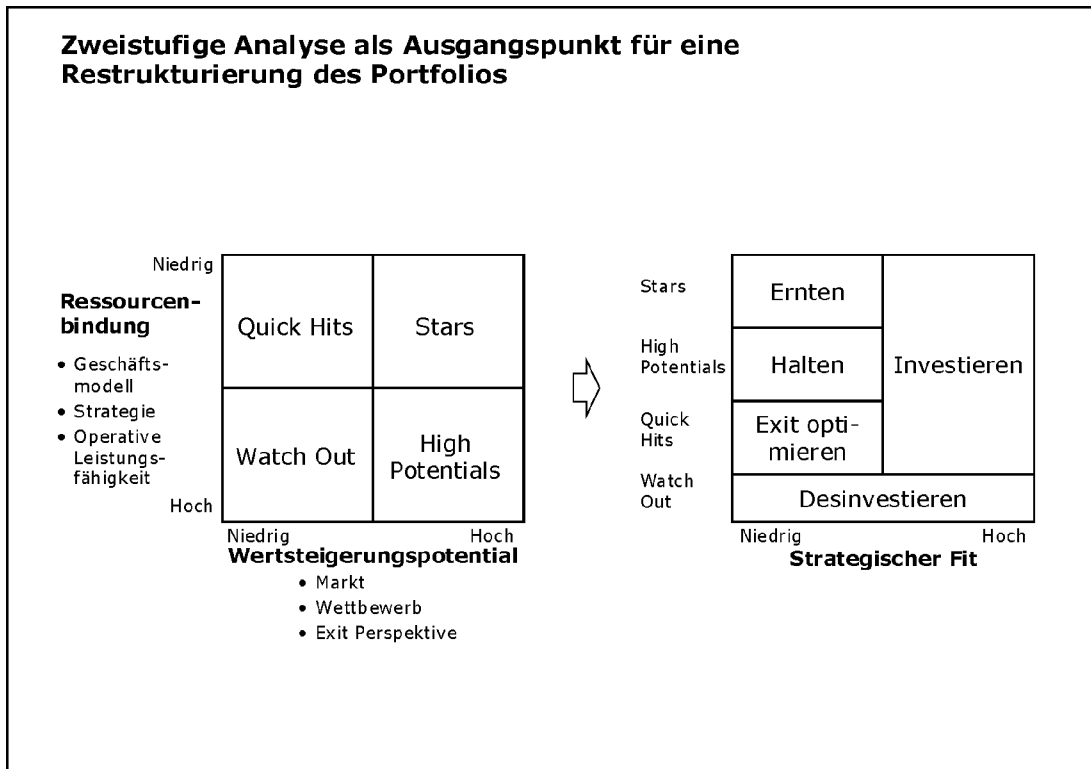 Zweistufige Analyse als Ausgangspunkt für eine
Restrukturierung des Portfolios
Niedrig
Ressourcen-
bindung
• Geschäfts-
modell
• Strategie
• Operative
Leistungs-
fähigkeit
Hoch
Quick Hits
Stars
Watch Out
High
Potentials
Niedrig
Hoch
Wertsteigerungspotential
• Markt
• Wettbewerb
• Exit Perspektive
Stars
High
Potentials
Quick
Hits
Watch
Out
Ernten
Halten
Exit opti-
mieren
Investieren
Desinvestieren
Niedrig
Hoch
Strategischer Fit